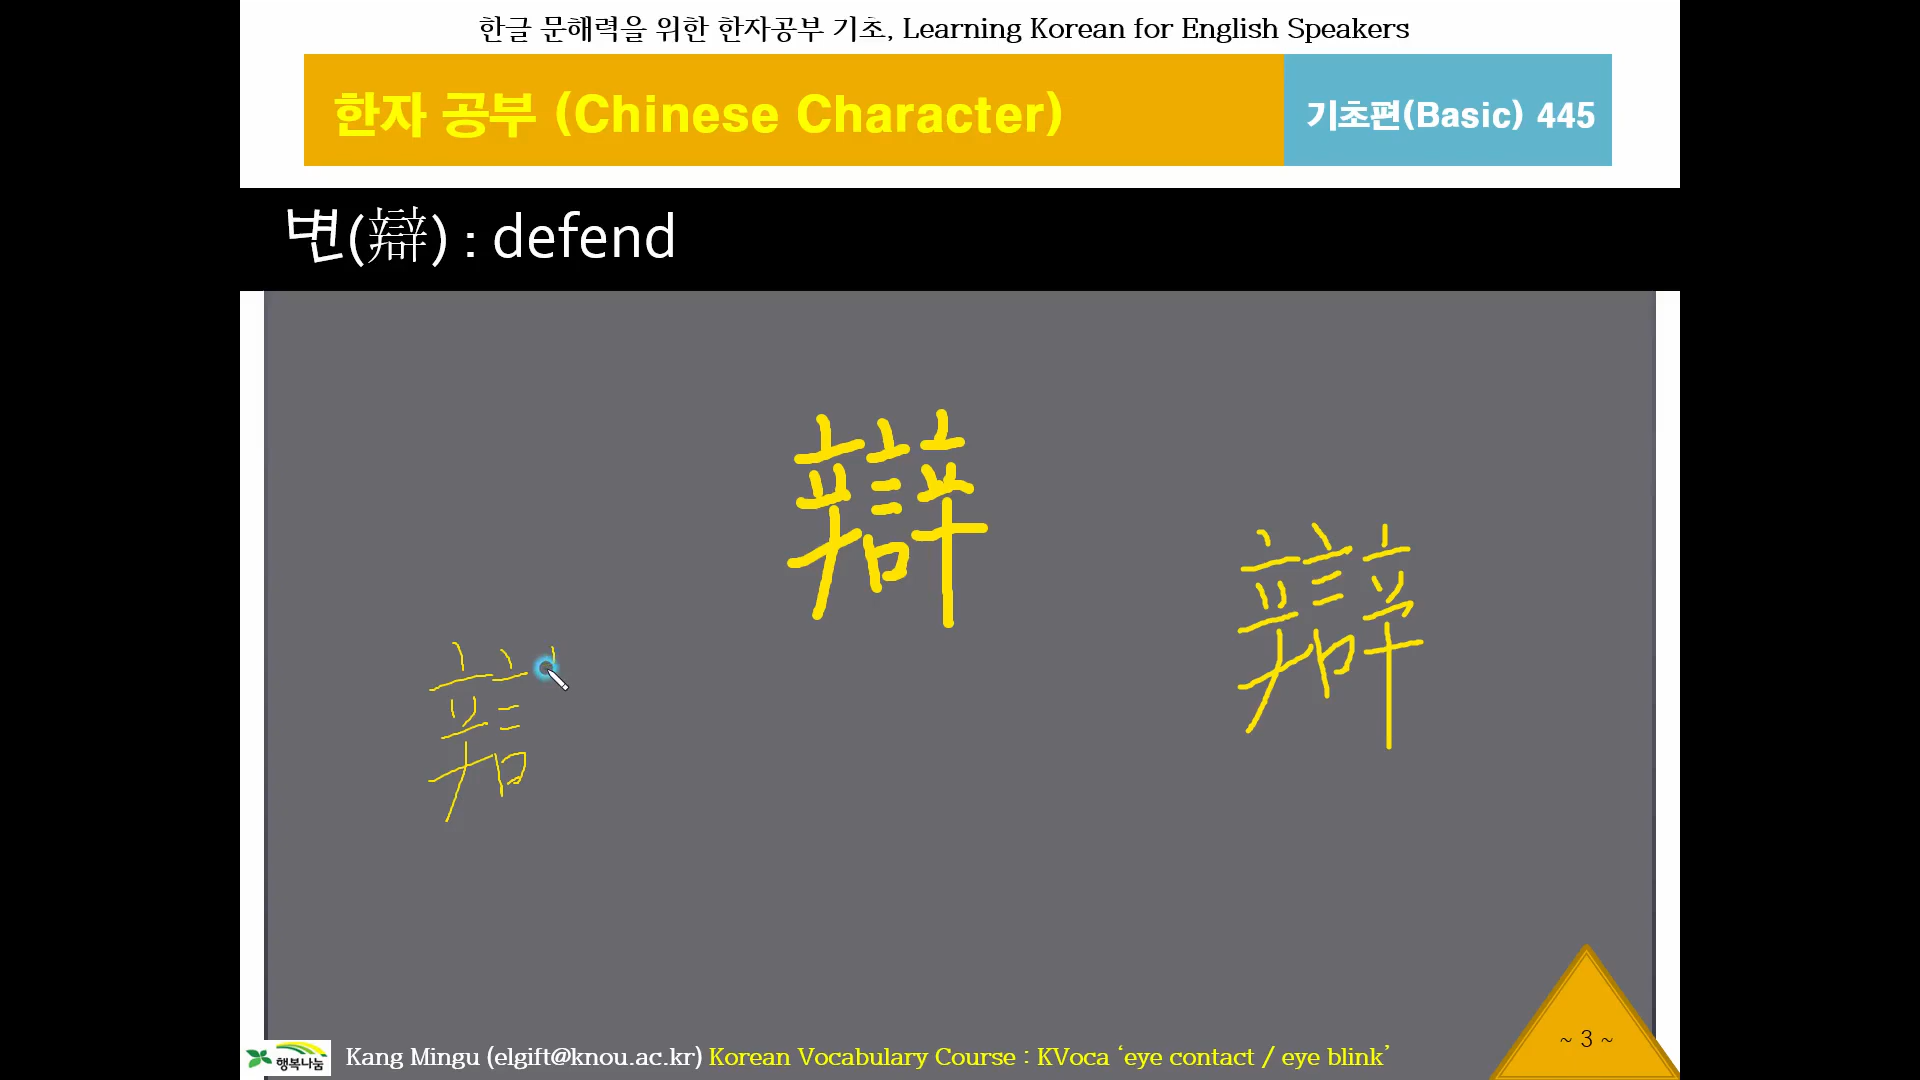 한글 문해력을 위한 한자공부 기초, Learning Korean for English Speakers
한자 공부 (Chinese Character)
기초편(Basic) 445
변(辯) : defend
辯
辯
~ 3 ~
행복나눔
Kang Mingu (elgift@knou.ac.kr) Korean Vocabulary Course : KVoca ‘eye contact / eye blink’